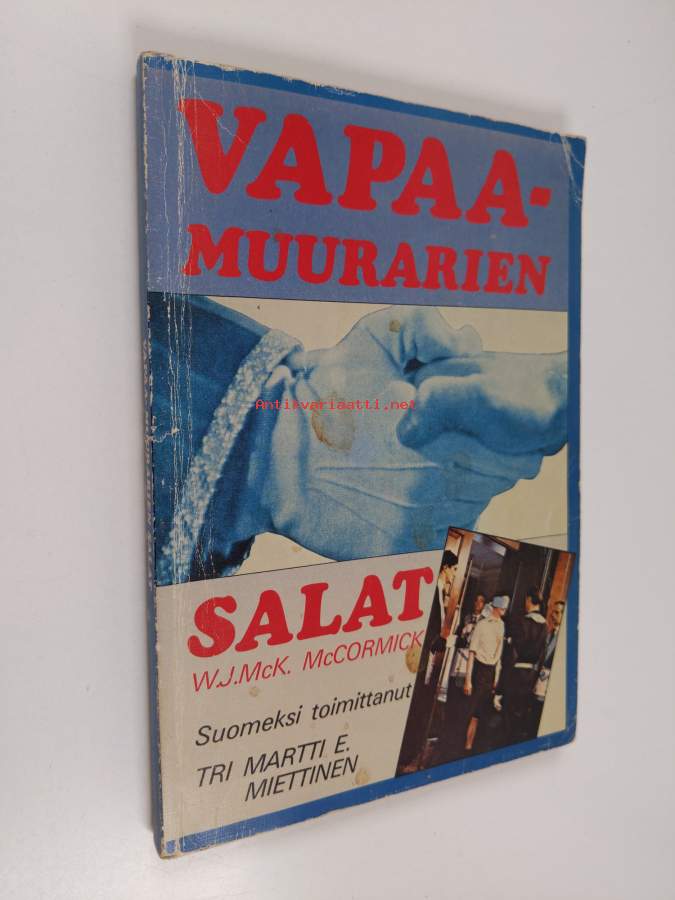 VAPAA-
MUURARIEN
Antikvariaatti.net
SALAT
W.J.McK. McCORMICK
Suomeksi toimittanut
TRI MARTTI E.
MIETTINEN